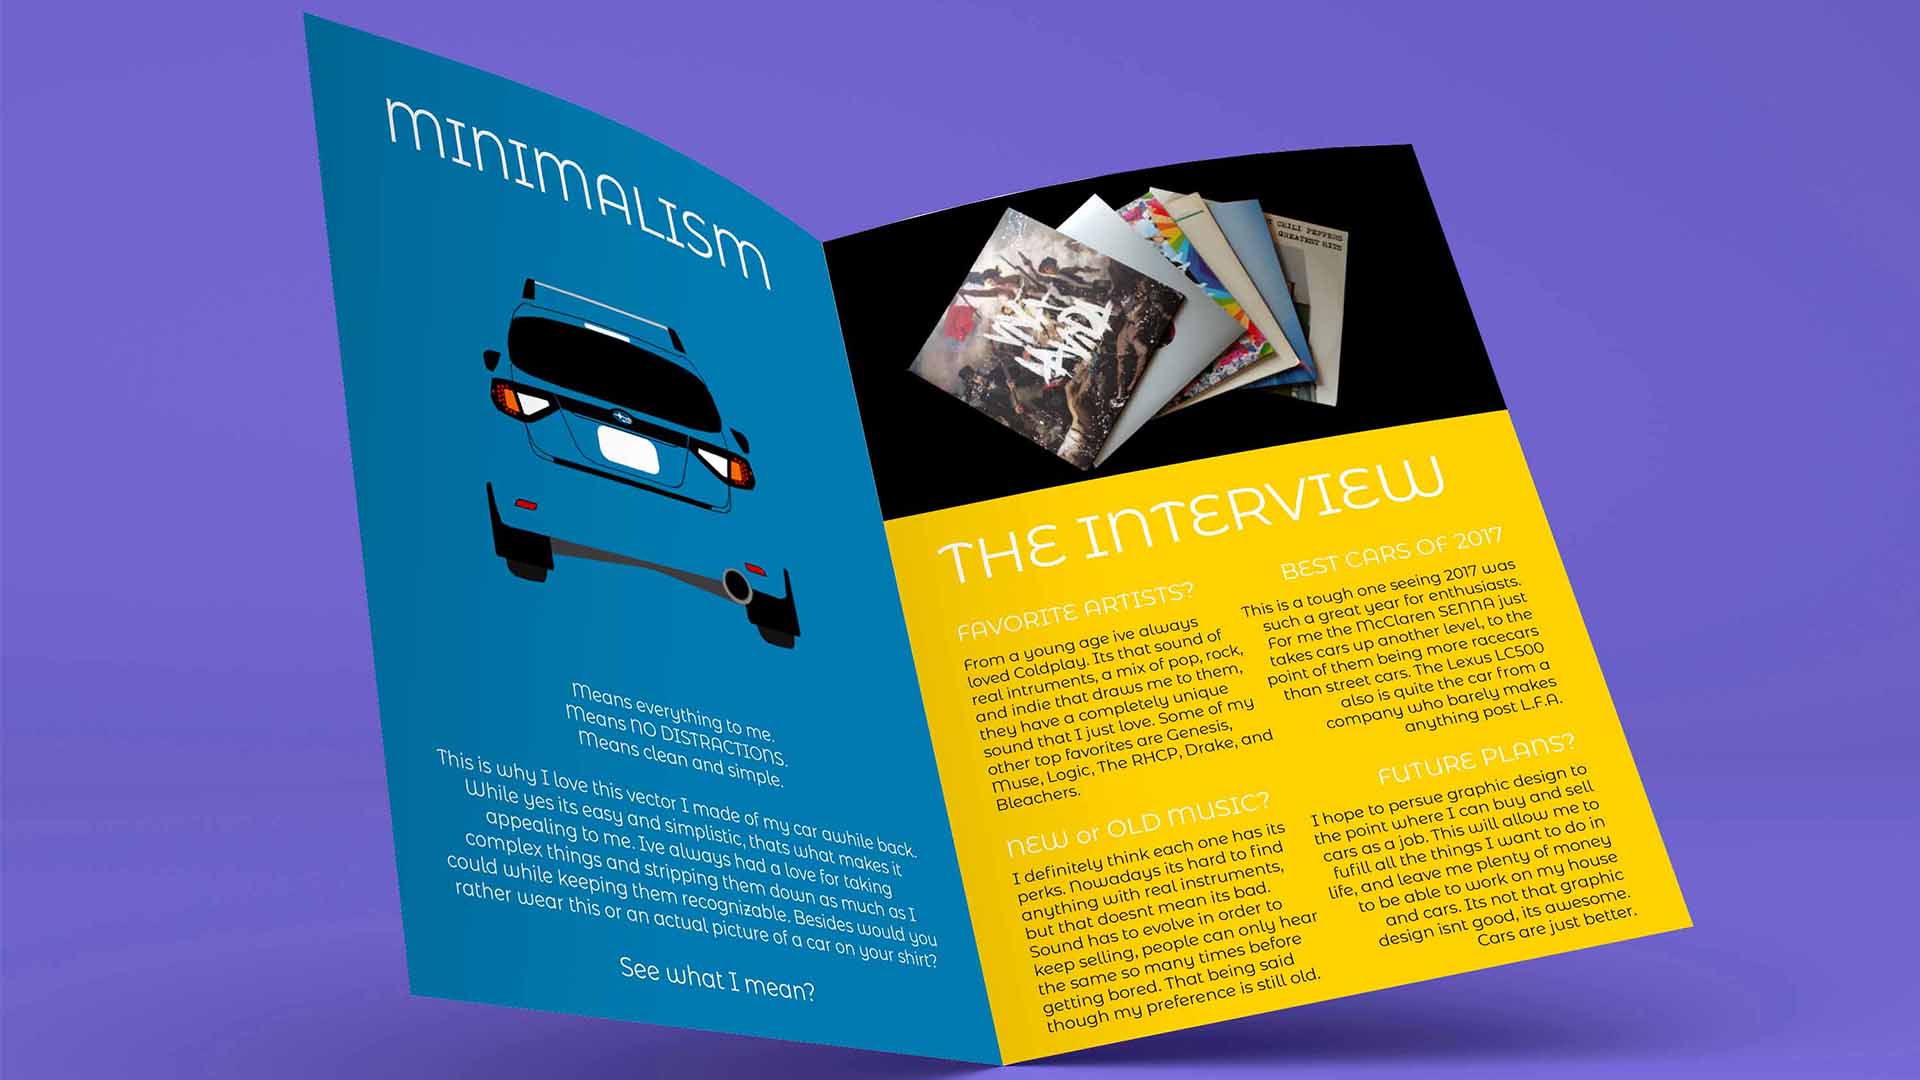 MINIMALISM
Means everything to me.
Means NO DISTRACTIONS.
Means clean and simple.
This is why I love this vector I made of my car awhile back.
While yes its easy and simplistic, thats what makes it
appealing to me. Ive always had a love for taking
complex things and stripping them down as much as I
could while keeping them recognizable. Besides would you
rather wear this or an actual picture of a car on your shirt?
See what I mean?
VIVA
LA VIDA
CHILI PEPPERS
GREATEST HITS
THE INTERVIEW
FAVORITE ARTISTS?
From a young age ive always
loved Coldplay. Its that sound of
real intruments, a mix of pop, rock,
and indie that draws me to them,
they have a completely unique
sound that I just love. Some of my
other top favorites are Genesis,
Muse, Logic, The RHCP, Drake, and
Bleachers.
NEW or OLD MUSIC?
I definitely think each one has its
perks. Nowadays its hard to find
anything with real instruments,
but that doesnt mean its bad.
Sound has to evolve in order to
keep selling, people can only hear
the same so many times before
getting bored. That being said
though my preference is still old.
BEST CARS OF 2017
This is a tough one seeing 2017 was
such a great year for enthusiasts.
For me the McClaren SENNA just
takes cars up another level, to the
point of them being more racecars
than street cars. The Lexus LC500
also is quite the car from a
company who barely makes
anything post L.F.A.
FUTURE PLANS?
I hope to persue graphic design to
the point where I can buy and sell
cars as a job. This will allow me to
fufill all the things I want to do in
life, and leave me plenty of money
to be able to work on my house
and cars. Its not that graphic
design isnt good, its awesome.
Cars are just better.